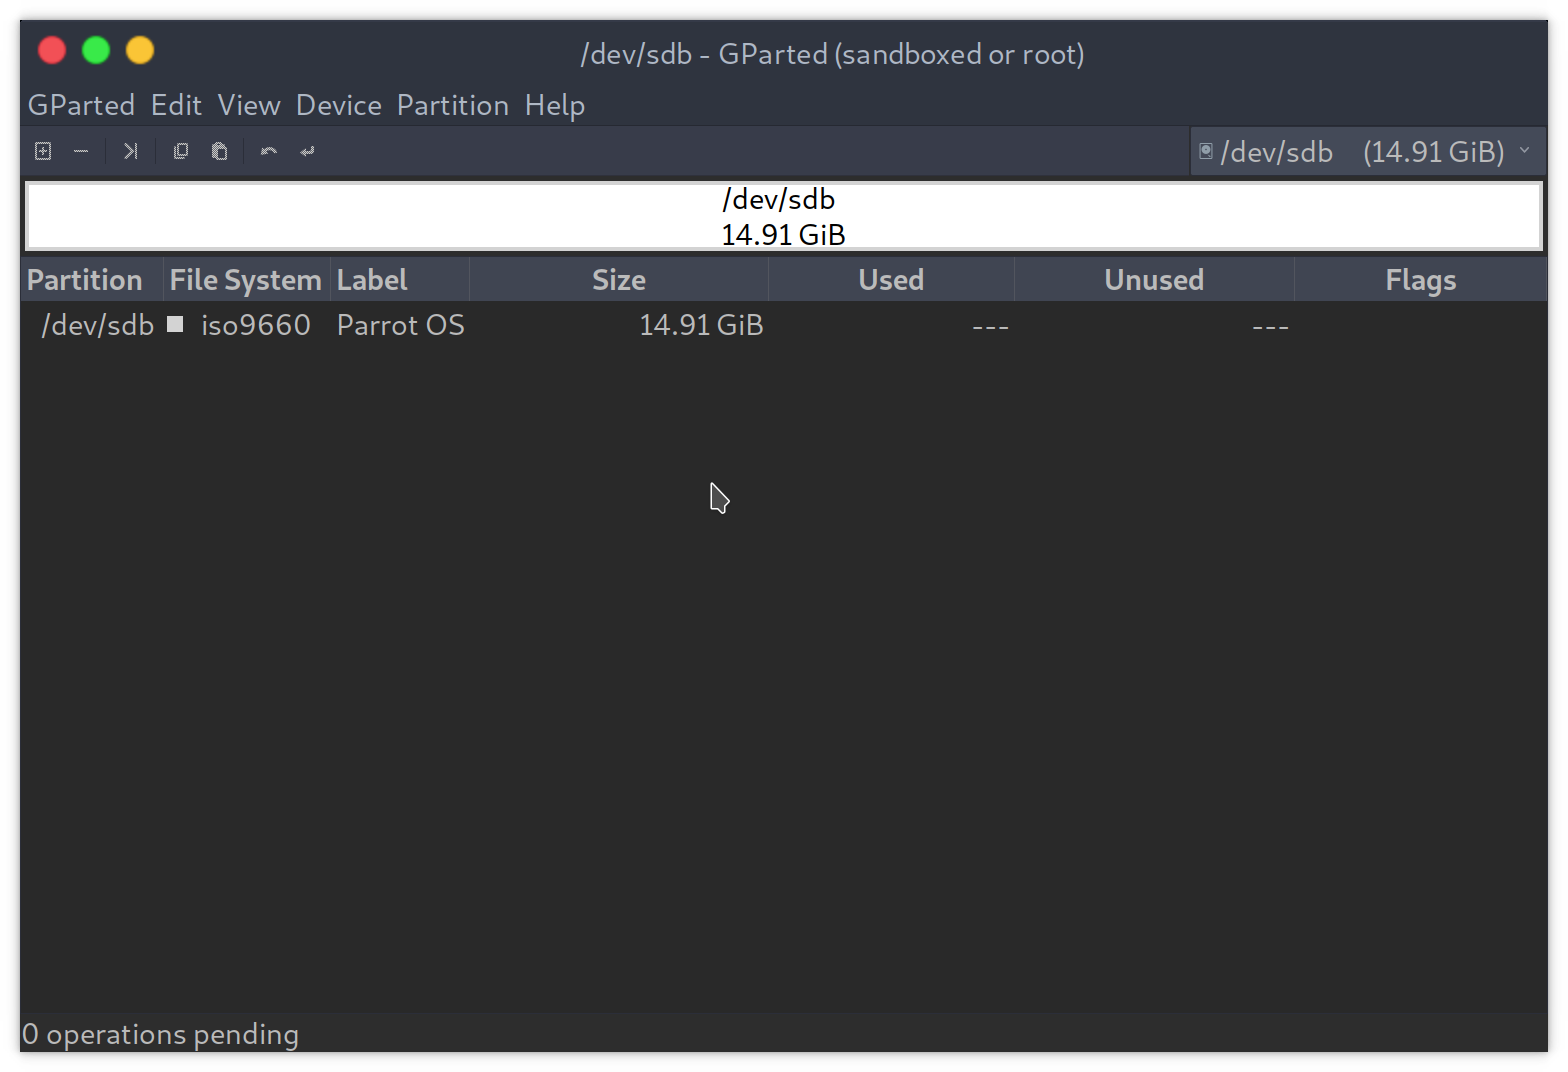 /dev/sdb - GParted (sandboxed or root)
GParted Edit View Device Partition Help
/dev/sdb (14.91 GiB)
/dev/sdb
14.91 GiB
Partition File System Label Size Used Unused Flags
/dev/sdb iso9660 Parrot OS 14.91 GiB --- ---
0 operations pending